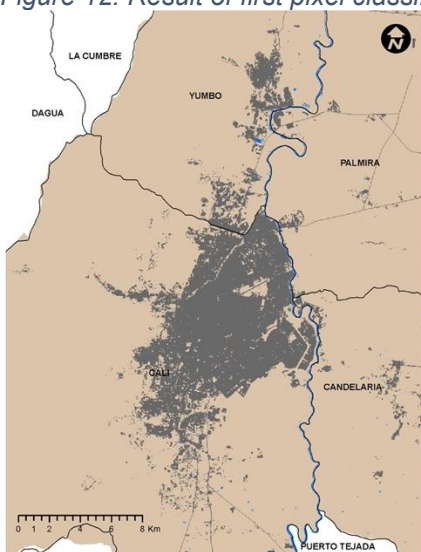 Figure 12. Result of first pixel classifi
LA CUMBRE
N
YUMBO
DAGUA
PALMIRA
CALI
CANDELARIA
0 1 2 4 6 8 Km
PUERTO TEJADA